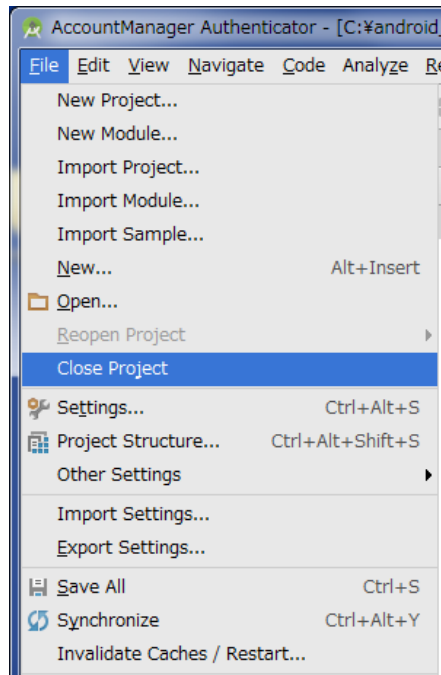 AccountManager Authenticator - [C:¥android_
File Edit View Navigate Code Analyze Re
New Project...
New Module...
Import Project...
Import Module...
Import Sample...
New... Alt+Insert
Open...
Reopen Project
Close Project
Settings... Ctrl+Alt+S
Project Structure... Ctrl+Alt+Shift+S
Other Settings
Import Settings...
Export Settings...
Save All Ctrl+S
Synchronize Ctrl+Alt+Y
Invalidate Caches / Restart...